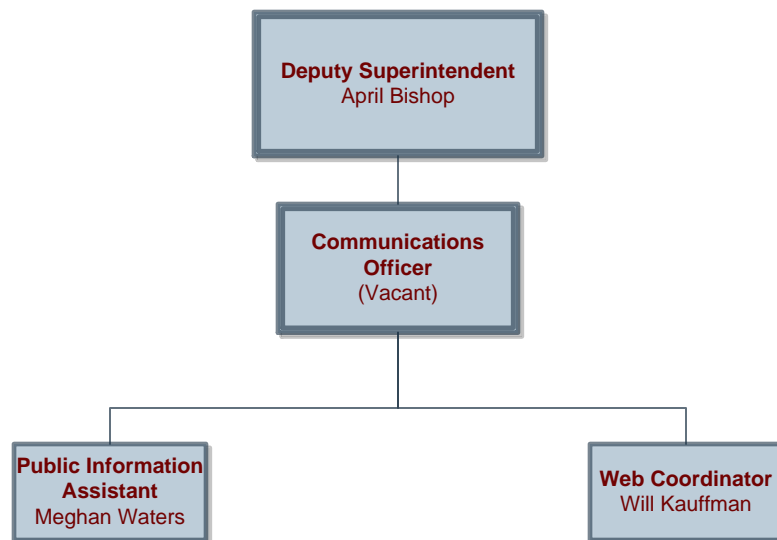 Deputy Superintendent
April Bishop
Communications
Officer
(Vacant)
Public Information
Assistant
Meghan Waters
Web Coordinator
Will Kauffman